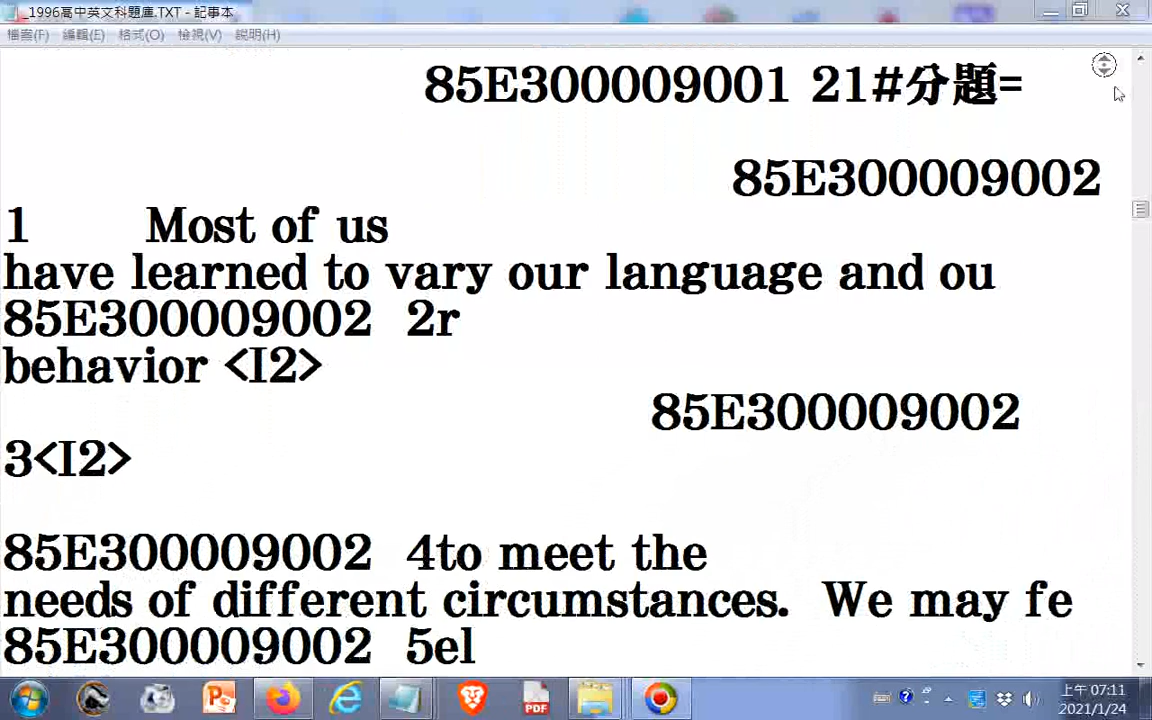 _1996高中英文科題庫.TXT - 記事本
檔案(F) 編輯(E) 格式(O) 檢視(V) 說明(H)
85E300009001 21#分題=
85E300009002
1 Most of us
have learned to vary our language and ou
85E300009002 2r
behavior <I2>
85E300009002
3<I2>
85E300009002 4to meet the
needs of different circumstances. We may fe
85E300009002 5el
PDF
上午 07:11
2021/1/24